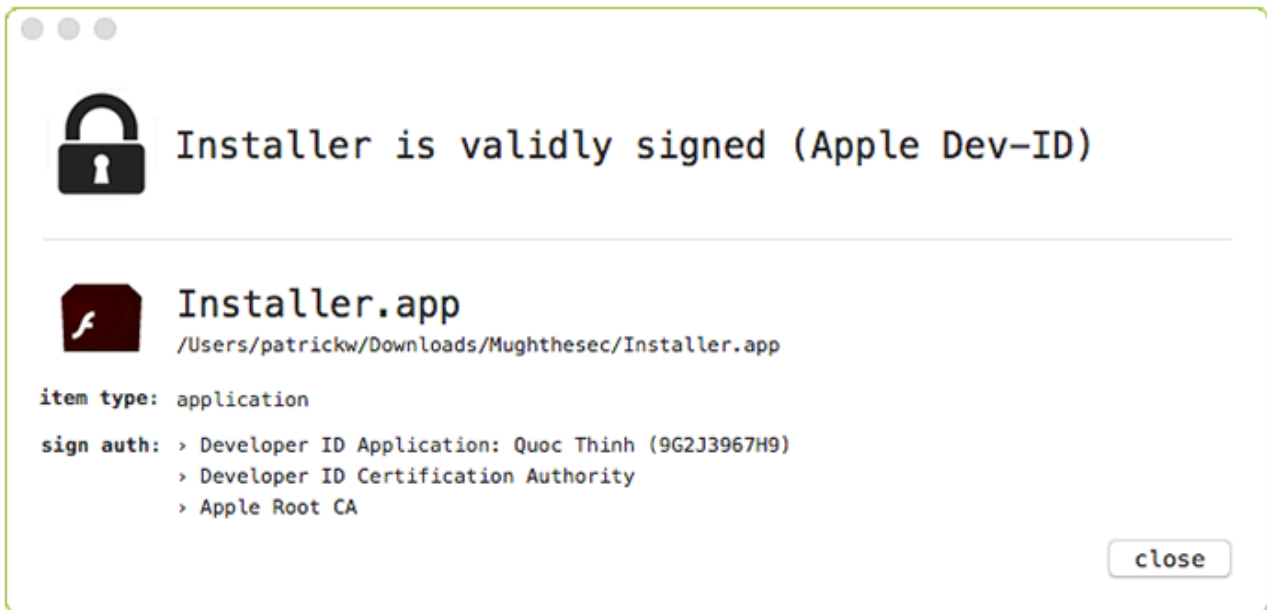 Installer is validly signed (Apple Dev-ID)
Installer.app
/Users/patrickw/Downloads/Mughthesec/Installer.app
item type: application
sign auth: › Developer ID Application: Quoc Thinh (9G2J3967H9)
› Developer ID Certification Authority
› Apple Root CA
close